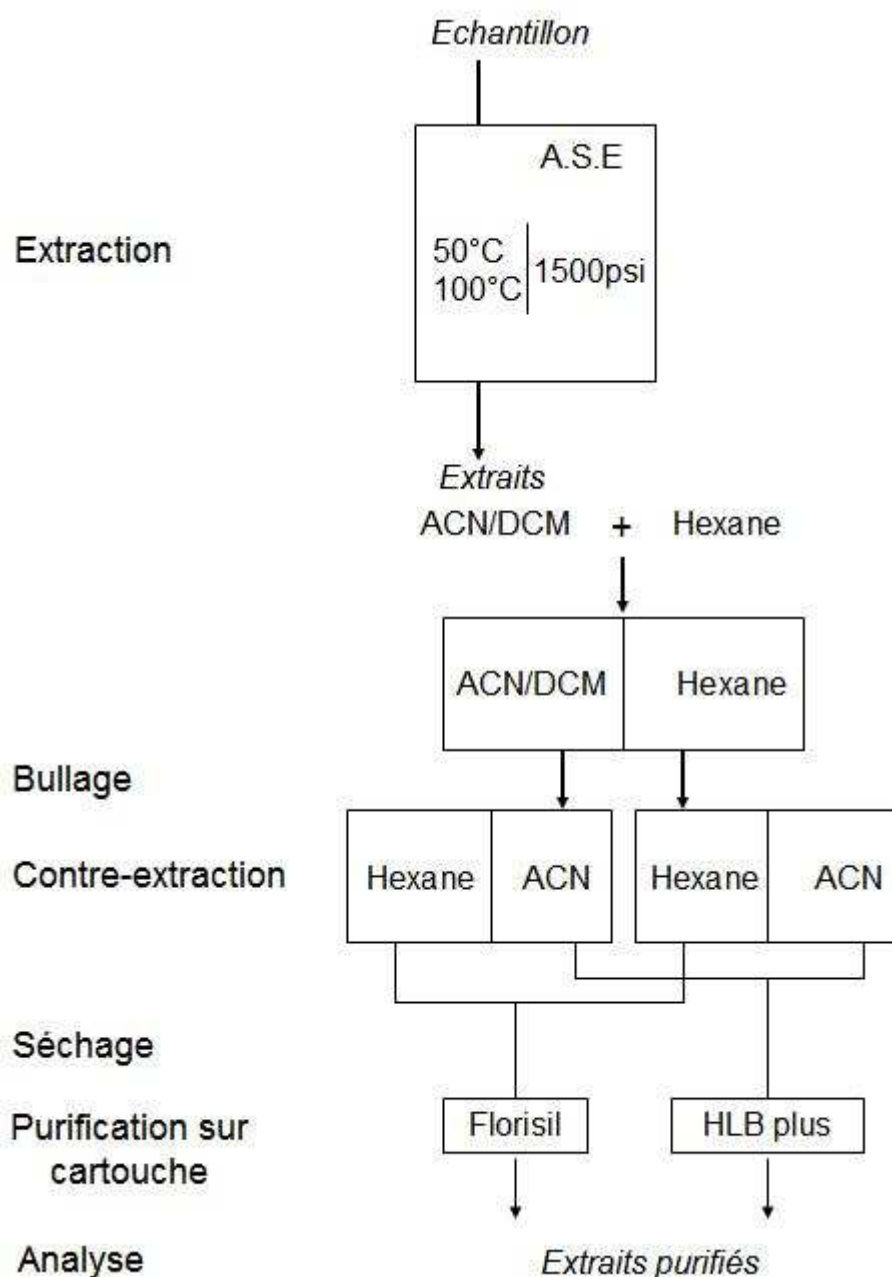 Echantillon
A.S.E
Extraction
50°C
100°C
1500psi
Extraits
ACN/DCM + Hexane
ACN/DCM Hexane
Bullage
Contre-extraction
Hexane ACN Hexane ACN
Séchage
Purification sur
cartouche
Florisil HLB plus
Analyse
Extraits purifiés